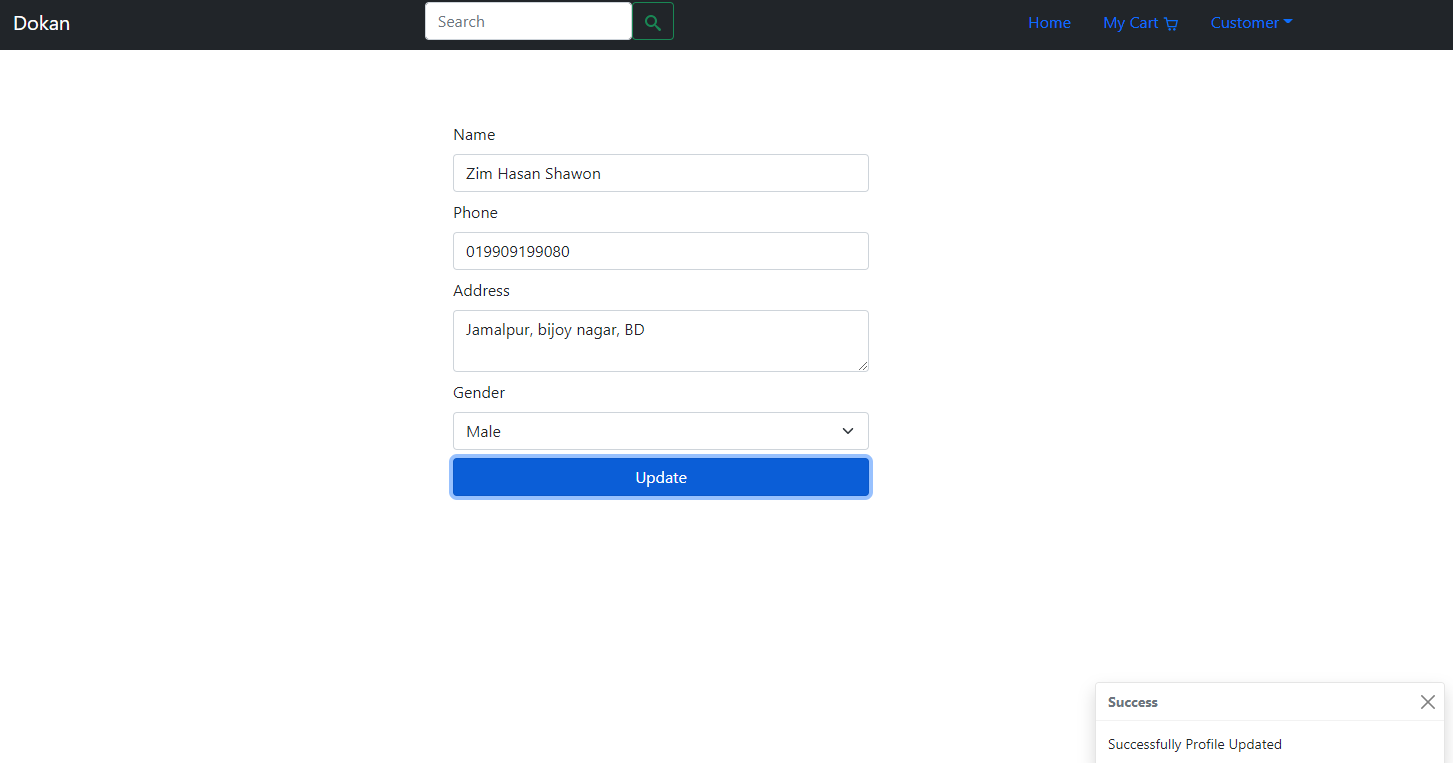 Dokan
Search
Home
My Cart
Customer
Name
Zim Hasan Shawon
Phone
019909199080
Address
Jamalpur, bijoy nagar, BD
Gender
Male
Update
Success
Successfully Profile Updated